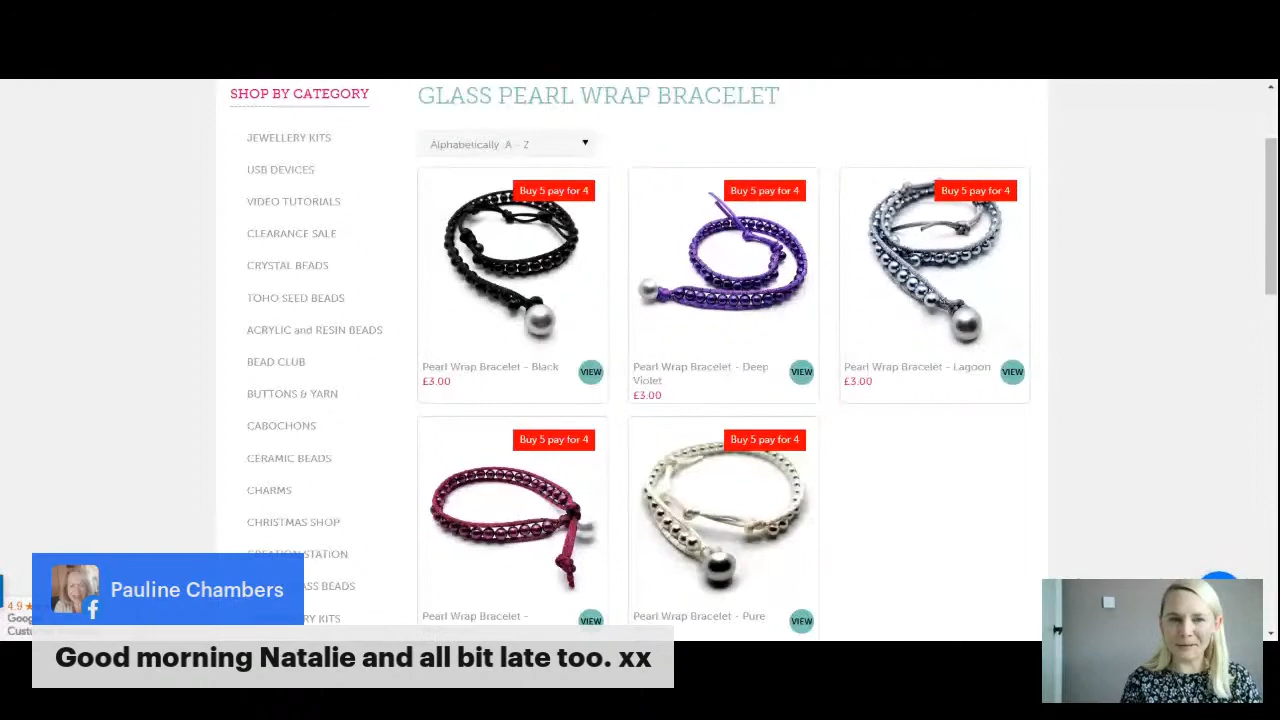 SHOP BY CATEGORY
JEWELLERY KITS
USB DEVICES
VIDEO TUTORIALS
CLEARANCE SALE
CRYSTAL BEADS
TOHO SEED BEADS
ACRYLIC and RESIN BEADS
BEAD CLUB
BUTTONS & YARN
CABOCHONS
CERAMIC BEADS
CHARMS
CHRISTMAS SHOP
STATION
BEADS
KITS
GLASS PEARL WRAP BRACELET
Alphabetically A - Z
Buy 5 pay for 4
Pearl Wrap Bracelet - Black
£3.00
VIEW
Buy 5 pay for 4
Pearl Wrap Bracelet - Deep
Violet
£3.00
VIEW
Buy 5 pay for 4
Pearl Wrap Bracelet - Lagoon
£3.00
VIEW
Buy 5 pay for 4
Pearl Wrap Bracelet -
VIEW
Buy 5 pay for 4
Pearl Wrap Bracelet - Pure
VIEW
4.9
Pauline Chambers
Good morning Natalie and all bit late too. xx